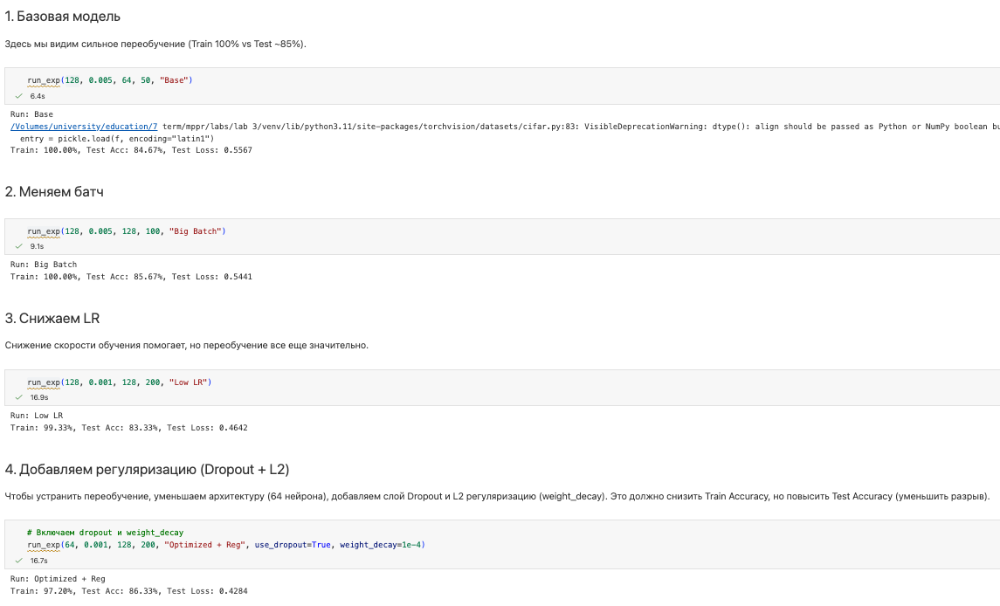 1. Базовая модель
Здесь мы видим сильное переобучение (Train 100% vs Test ~85%).
run_exp(128, 0.005, 64, 50, "Base")
✓ 6.4s
Run: Base
/Volumes/university/education/7 term/mppr/labs/lab 3/venv/lib/python3.11/site-packages/torchvision/datasets/cifar.py:83: VisibleDeprecationWarning: dtype(): align should be passed as Python or NumPy boolean bu
entry = pickle.load(f, encoding="latin1")
Train: 100.00%, Test Acc: 84.67%, Test Loss: 0.5567
2. Меняем батч
run_exp(128, 0.005, 128, 100, "Big Batch")
✓ 9.1s
Run: Big Batch
Train: 100.00%, Test Acc: 85.67%, Test Loss: 0.5441
3. Снижаем LR
Снижение скорости обучения помогает, но переобучение все еще значительно.
run_exp(128, 0.001, 128, 200, "Low LR")
✓ 16.9s
Run: Low LR
Train: 99.33%, Test Acc: 83.33%, Test Loss: 0.4642
4. Добавляем регуляризацию (Dropout + L2)
Чтобы устранить переобучение, уменьшаем архитектуру (64 нейрона), добавляем слой Dropout и L2 регуляризацию (weight_decay). Это должно снизить Train Accuracy, но повысить Test Accuracy (уменьшить разрыв).
# Включаем dropout и weight_decay
run_exp(64, 0.001, 128, 200, "Optimized + Reg", use_dropout=True, weight_decay=1e-4)
✓ 16.7s
Run: Optimized + Reg
Train: 97.20%, Test Acc: 86.33%, Test Loss: 0.4284